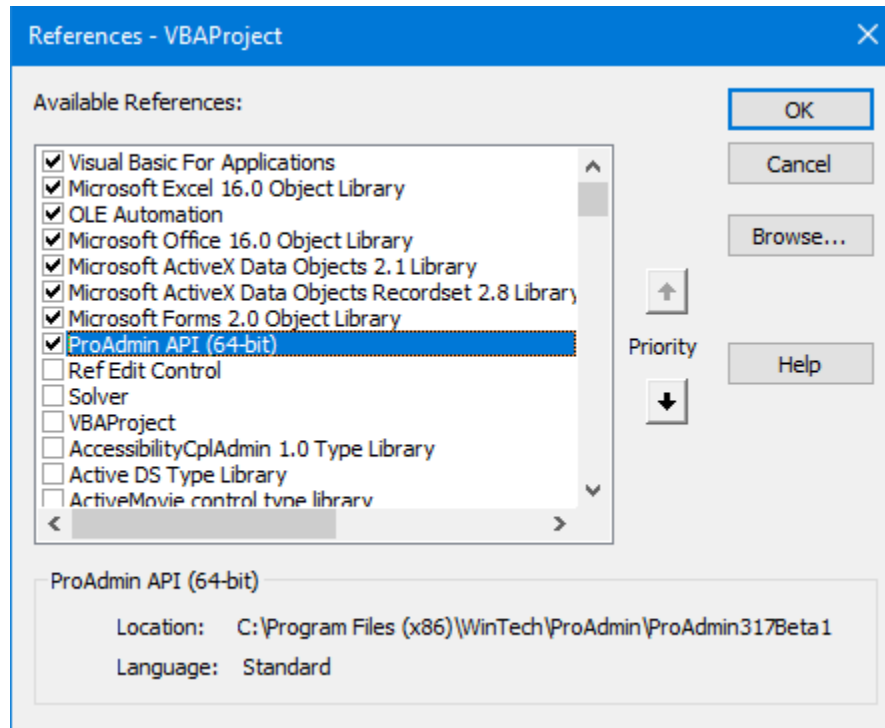 References - VBAProject
Available References:
OK
Cancel
Browse...
Priority
Help
Visual Basic For Applications
Microsoft Excel 16.0 Object Library
OLE Automation
Microsoft Office 16.0 Object Library
Microsoft ActiveX Data Objects 2.1 Library
Microsoft ActiveX Data Objects Recordset 2.8 Library
Microsoft Forms 2.0 Object Library
ProAdmin API (64-bit)
Ref Edit Control
Solver
VBAProject
AccessibilityCplAdmin 1.0 Type Library
Active DS Type Library
ActiveMovie control type library
ProAdmin API (64-bit)
Location: C:\Program Files (x86)\WinTech\ProAdmin\ProAdmin317Beta1
Language: Standard